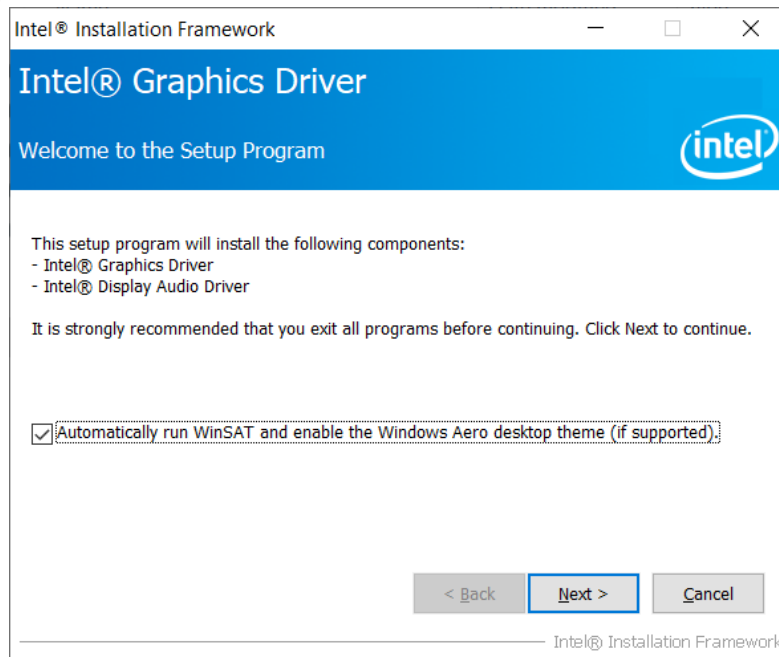 Intel® Installation Framework
Intel® Graphics Driver
Welcome to the Setup Program
intel
This setup program will install the following components:
- Intel® Graphics Driver
- Intel® Display Audio Driver
It is strongly recommended that you exit all programs before continuing. Click Next to continue.
Automatically run WinSAT and enable the Windows Aero desktop theme (if supported).
< Back Next > Cancel
Intel® Installation Framework